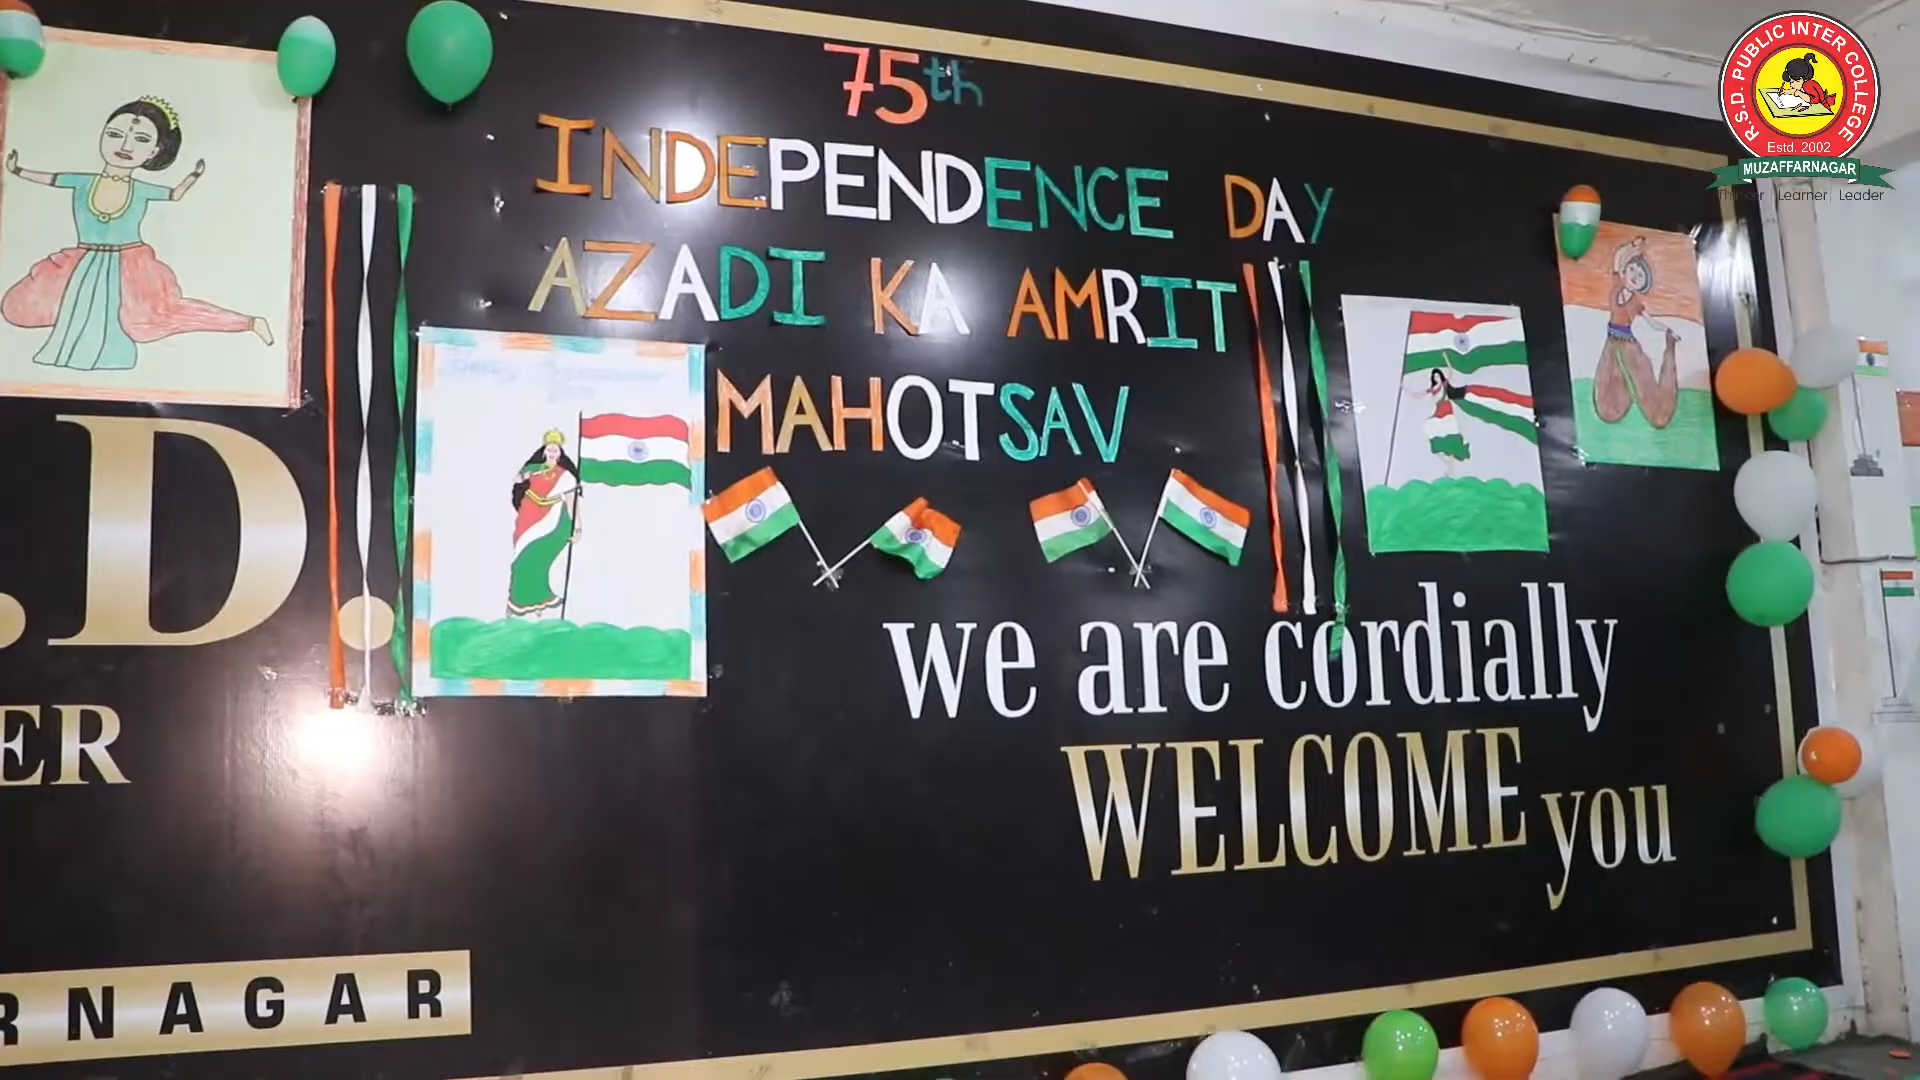 75th
INDEPENDENCE DAY
AZADI KA AMRIT
MAHOTSAV
we are cordially
WELCOME you
.D.
ER
RNAGAR
R.S.D. PUBLIC INTER COLLEGE
Estd. 2002
MUZAFFARNAGAR
Learner Leader